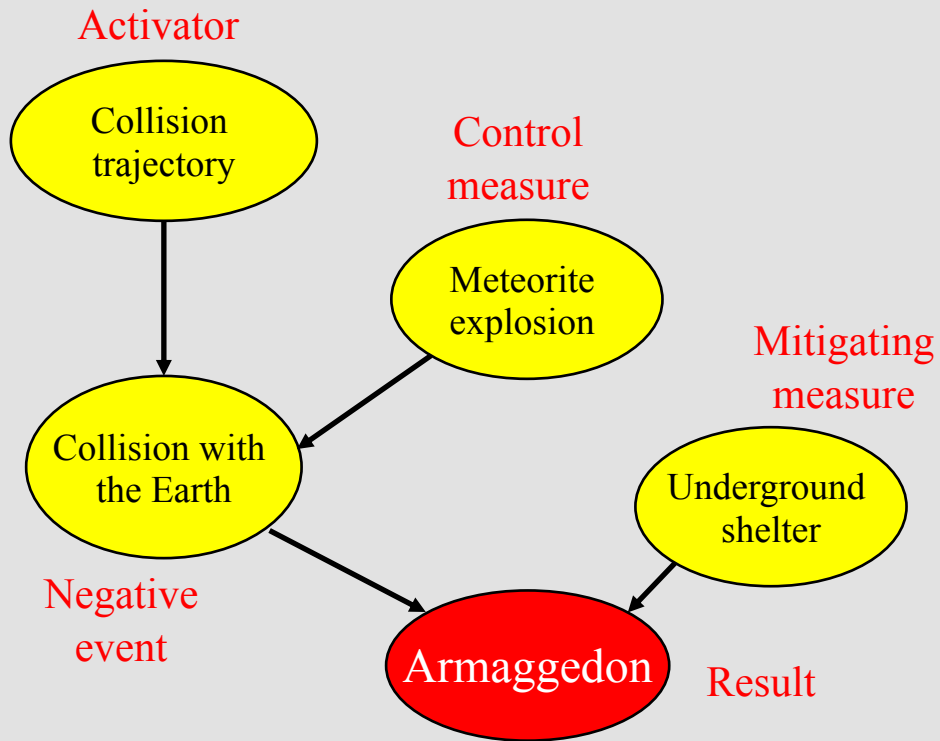 Activator
Collision
trajectory
Control
measure
Meteorite
explosion
Mitigating
measure
Collision with
the Earth
Underground
shelter
Negative
event
Armaggedon
Result